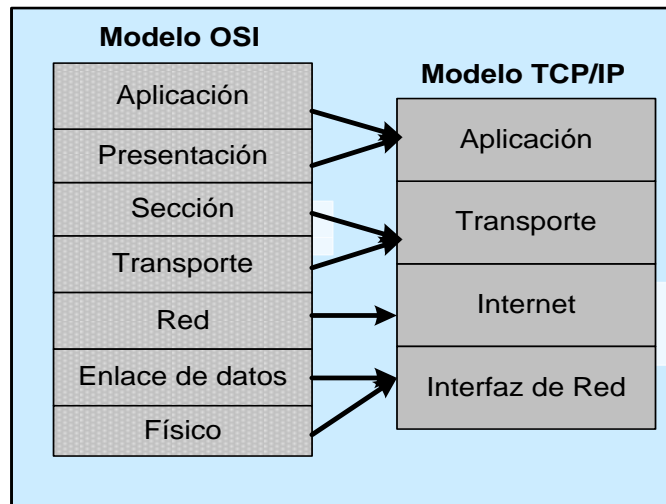 Modelo OSI
Aplicación
Presentación
Sección
Transporte
Red
Enlace de datos
Físico
Modelo TCP/IP
Aplicación
Transporte
Internet
Interfaz de Red